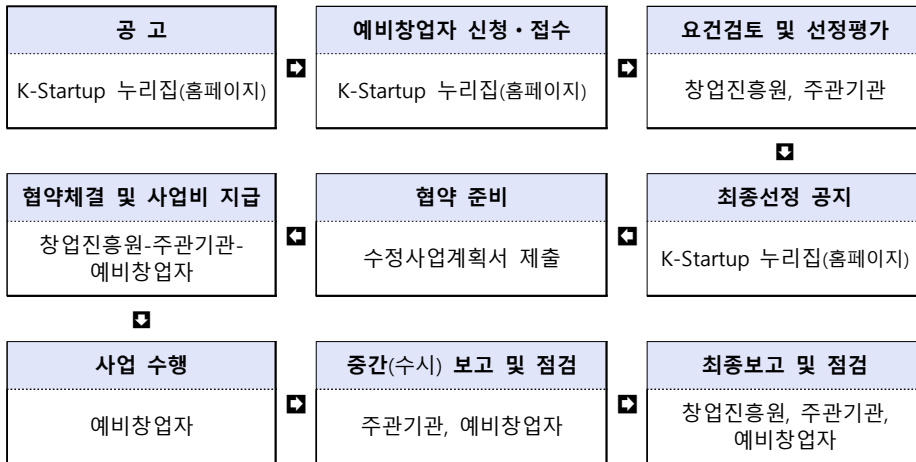 공 고
K-Startup 누리집(홈페이지)
예비창업자 신청・접수
K-Startup 누리집(홈페이지)
요건검토 및 선정평가
창업진흥원, 주관기관
최종선정 공지
K-Startup 누리집(홈페이지)
협약 준비
수정사업계획서 제출
협약체결 및 사업비 지급
창업진흥원-주관기관-
예비창업자
사업 수행
예비창업자
중간(수시) 보고 및 점검
주관기관, 예비창업자
최종보고 및 점검
창업진흥원, 주관기관,
예비창업자